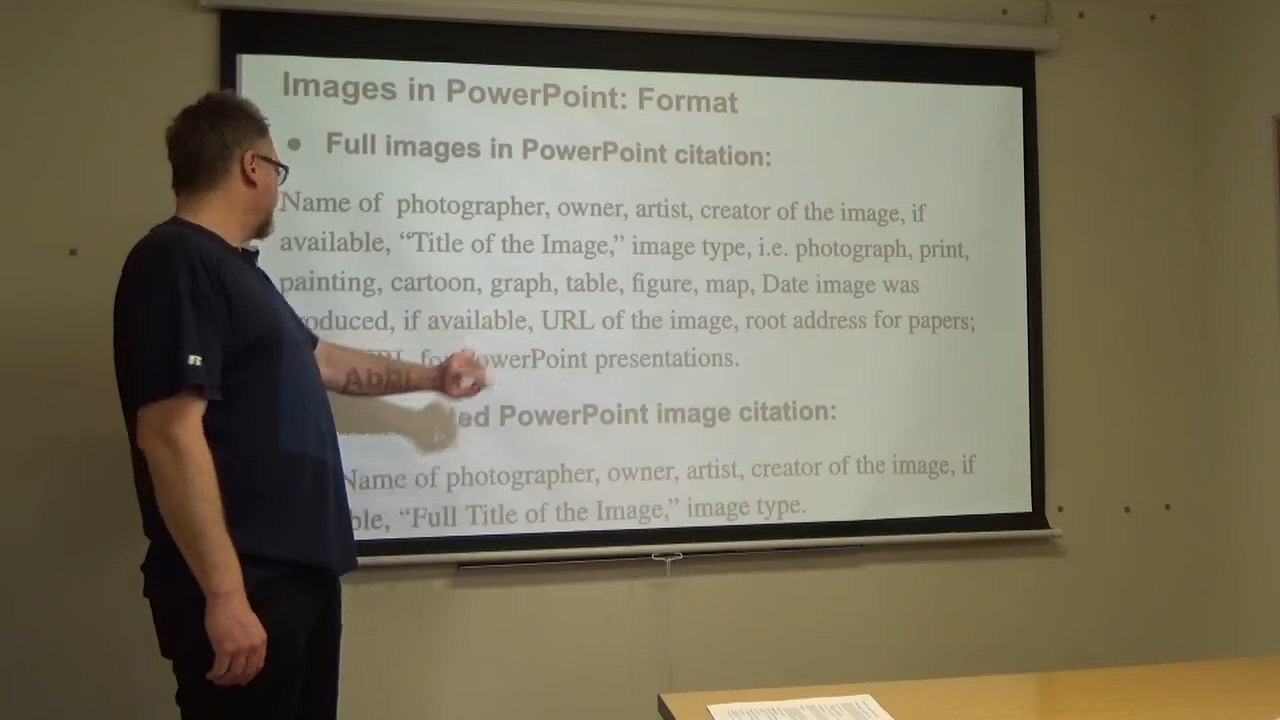 Images in PowerPoint: Format
● Full images in PowerPoint citation:
Name of photographer, owner, artist, creator of the image, if
available, “Title of the Image,” image type, i.e. photograph, print,
painting, cartoon, graph, table, figure, map, Date image was
oduced, if available, URL of the image, root address for papers;
for PowerPoint presentations.
ed PowerPoint image citation:
Name of photographer, owner, artist, creator of the image, if
ble, “Full Title of the Image,” image type.